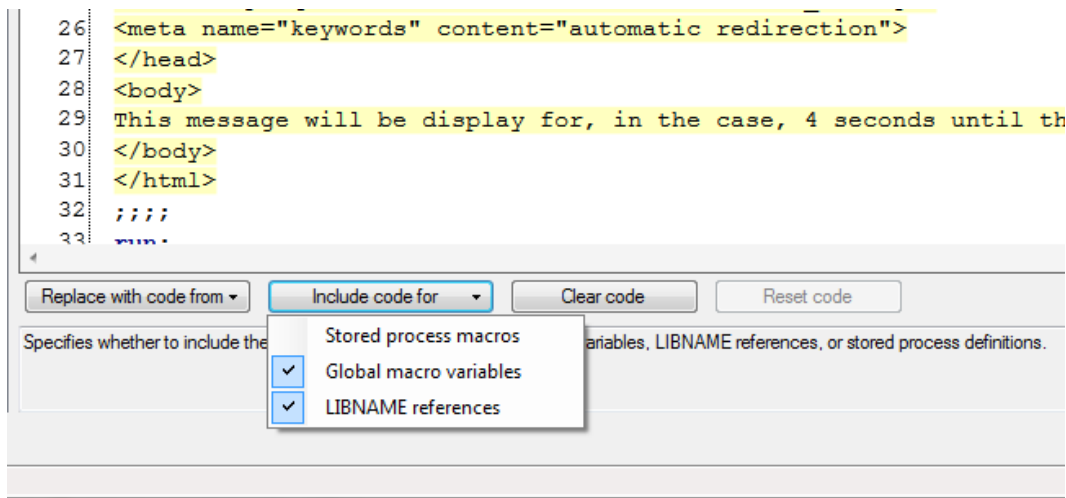 26 <meta name="keywords" content="automatic redirection">
27 </head>
28 <body>
29 This message will be display for, in the case, 4 seconds until th
30 </body>
31 </html>
32 ;;;;
33 run;
Replace with code from Include code for Clear code Reset code
Specifies whether to include the ariables, LIBNAME references, or stored process definitions.
Stored process macros
Global macro variables
LIBNAME references